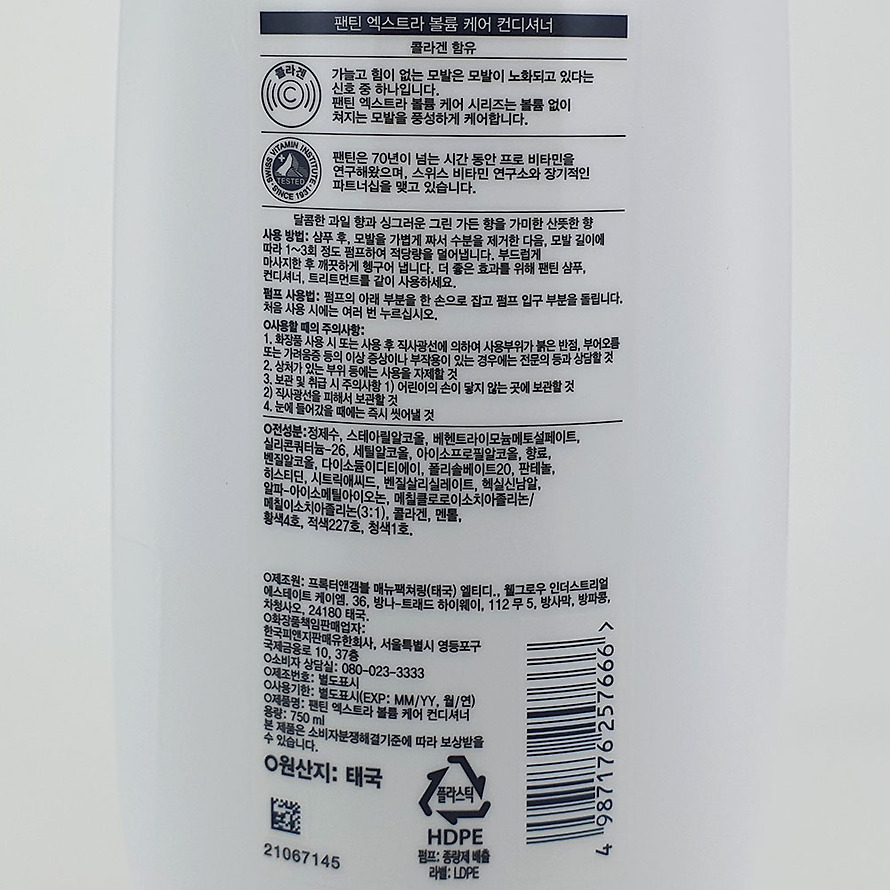 팬틴 엑스트라 볼륨 케어 컨디셔너
콜라겐 함유
콜라겐
C
가늘고 힘이 없는 모발은 모발이 노화되고 있다는
신호 중 하나입니다.
팬틴 엑스트라 볼륨 케어 시리즈는 볼륨 없이
쳐지는 모발을 풍성하게 케어합니다.
SWISS VITAMIN INSTITUTE
TESTED
SINCE 1931
팬틴은 70년이 넘는 시간 동안 프로 비타민을
연구해왔으며, 스위스 비타민 연구소와 장기적인
파트너십을 맺고 있습니다.
달콤한 과일 향과 싱그러운 그린 가든 향을 가미한 산뜻한 향
사용 방법: 샴푸 후, 모발을 가볍게 짜서 수분을 제거한 다음, 모발 길이에
따라 1~3회 정도 펌프하여 적당량을 덜어냅니다. 부드럽게
마사지한 후 깨끗하게 헹구어 냅니다. 더 좋은 효과를 위해 팬틴 샴푸,
컨디셔너, 트리트먼트를 같이 사용하세요.
펌프 사용법: 펌프의 아래 부분을 한 손으로 잡고 펌프 입구 부분을 돌립니다.
처음 사용 시에는 여러 번 누르십시오.
O사용할 때의 주의사항:
1. 화장품 사용 시 또는 사용 후 직사광선에 의하여 사용부위가 붉은 반점, 부어오름
또는 가려움증 등의 이상 증상이나 부작용이 있는 경우에는 전문의 등과 상담할 것
2. 상처가 있는 부위 등에는 사용을 자제할 것
3. 보관 및 취급 시 주의사항 1) 어린이의 손이 닿지 않는 곳에 보관할 것
2) 직사광선을 피해서 보관할 것
4. 눈에 들어갔을 때에는 즉시 씻어낼 것
O전성분:정제수, 스테아릴알코올, 베헨트라이모늄메토설페이트,
실리콘쿼터늄-26, 세틸알코올, 아이소프로필알코올, 향료,
벤질알코올, 다이소듐이디티에이, 폴리솔베이트20, 판테놀,
히스티딘, 시트릭애씨드, 벤질살리실레이트, 헥실신남알,
알파-아이소메틸아이오논, 메칠클로로이소치아졸리논/
메칠이소치아졸리논(3:1), 콜라겐, 멘톨,
황색4호, 적색227호, 청색1호.
O제조원: 프록터앤갬블 매뉴팩쳐링(태국) 엘티디., 웰그로우 인더스트리얼
에스테이트 케이엠. 36, 방나-트래드 하이웨이, 112 무 5, 방사막, 방파콩,
차청사오, 24180 태국.
O화장품책임판매업자:
한국피앤지판매유한회사, 서울특별시 영등포구
국제금융로 10, 37층
O소비자 상담실: 080-023-3333
O제조번호: 별도표시
O사용기한: 별도표시(EXP: MM/YY, 월/연)
O제품명: 팬틴 엑스트라 볼륨 케어 컨디셔너
용량: 750 ml
본 제품은 소비자분쟁해결기준에 따라 보상받을
수 있습니다.
O원산지: 태국
21067145
플라스틱
HDPE
펌프: 종량제 배출
라벨: LDPE
4 987176 257666 >